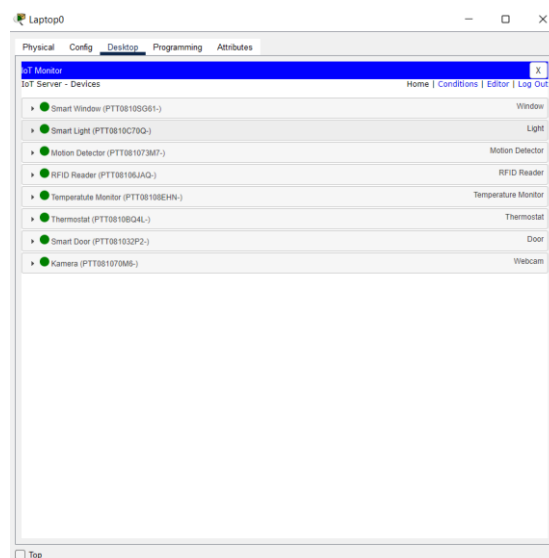 Laptop0
Physical Config Desktop Programming Attributes
IoT Monitor X
IoT Server - Devices Home | Conditions | Editor | Log Out
Smart Window (PTT0810SG61-) Window
Smart Light (PTT0810C70Q-) Light
Motion Detector (PTT081073M7-) Motion Detector
RFID Reader (PTT08106JAQ-) RFID Reader
Temperatute Monitor (PTT08108EHN-) Temperature Monitor
Thermostat (PTT0810BQ4L-) Thermostat
Smart Door (PTT081032P2-) Door
Kamera (PTT081070M6-) Webcam
Top